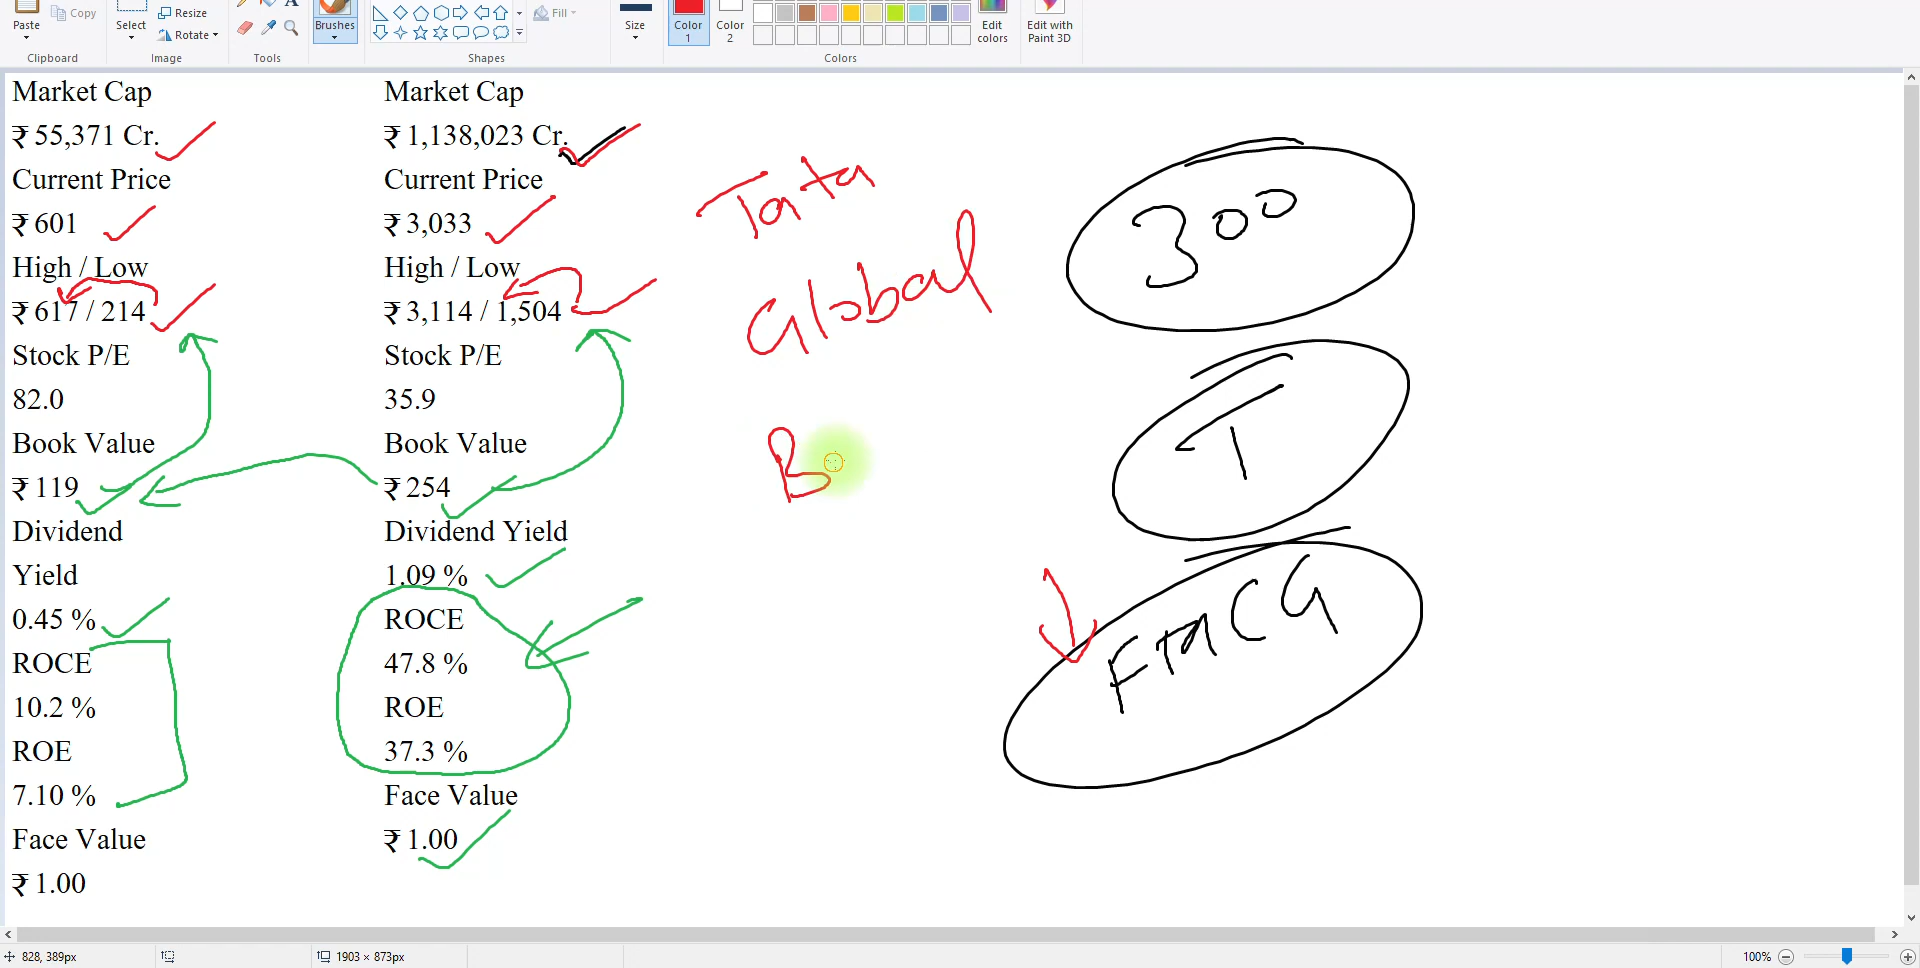 Paste
Copy
Select
Resize
Rotate
Brushes
Fill
Size
Color
1
Color
2
Edit
colors
Edit with
Paint 3D
Clipboard
Image
Tools
Shapes
Colors
Market Cap
₹ 55,371 Cr.
Current Price
₹ 601
High / Low
₹ 617 / 214
Stock P/E
82.0
Book Value
₹ 119
Dividend
Yield
0.45 %
ROCE
10.2 %
ROE
7.10 %
Face Value
₹ 1.00
Market Cap
₹ 1,138,023 Cr.
Current Price
₹ 3,033
High / Low
₹ 3,114 / 1,504
Stock P/E
35.9
Book Value
₹ 254
Dividend Yield
1.09 %
ROCE
47.8 %
ROE
37.3 %
Face Value
₹ 1.00
Tata
Global
B
300
T
FMCG
828, 389px
1903 × 873px
100%